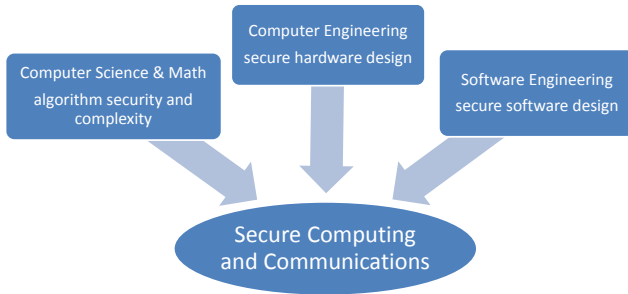 Computer Engineering
secure hardware design
Computer Science & Math
algorithm security and
complexity
Software Engineering
secure software design
Secure Computing
and Communications